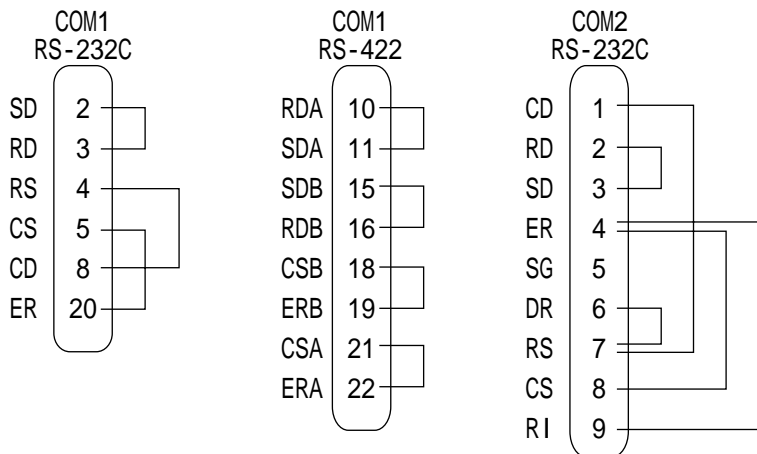 COM1
RS-232C
SD 2
RD 3
RS 4
CS 5
CD 8
ER 20
COM1
RS-422
RDA 10
SDA 11
SDB 15
RDB 16
CSB 18
ERB 19
CSA 21
ERA 22
COM2
RS-232C
CD 1
RD 2
SD 3
ER 4
SG 5
DR 6
RS 7
CS 8
RI 9